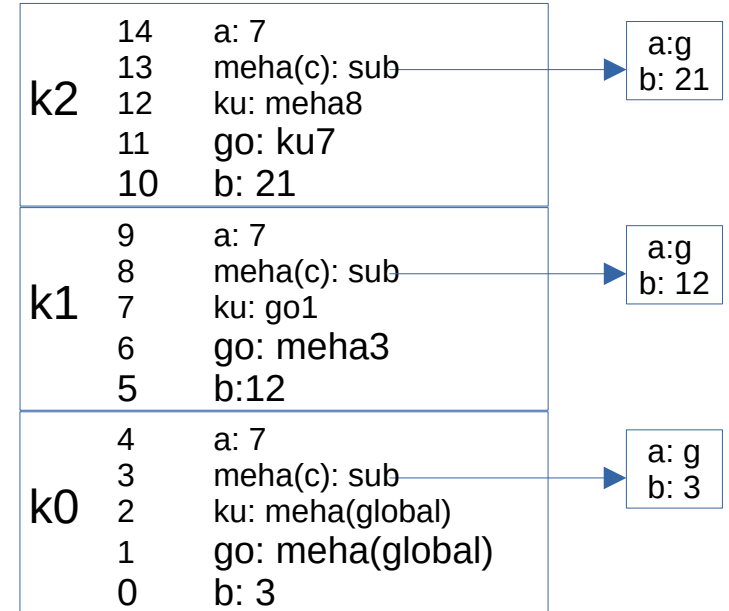 14 a: 7
13 meha(c): sub
a:g
b: 21
k2
12 ku: meha8
11 go: ku7
10 b: 21
9 a: 7
8 meha(c): sub
a:g
b: 12
k1
7 ku: go1
6 go: meha3
5 b:12
4 a: 7
3 meha(c): sub
a: g
b: 3
k0
2 ku: meha(global)
1 go: meha(global)
0 b: 3